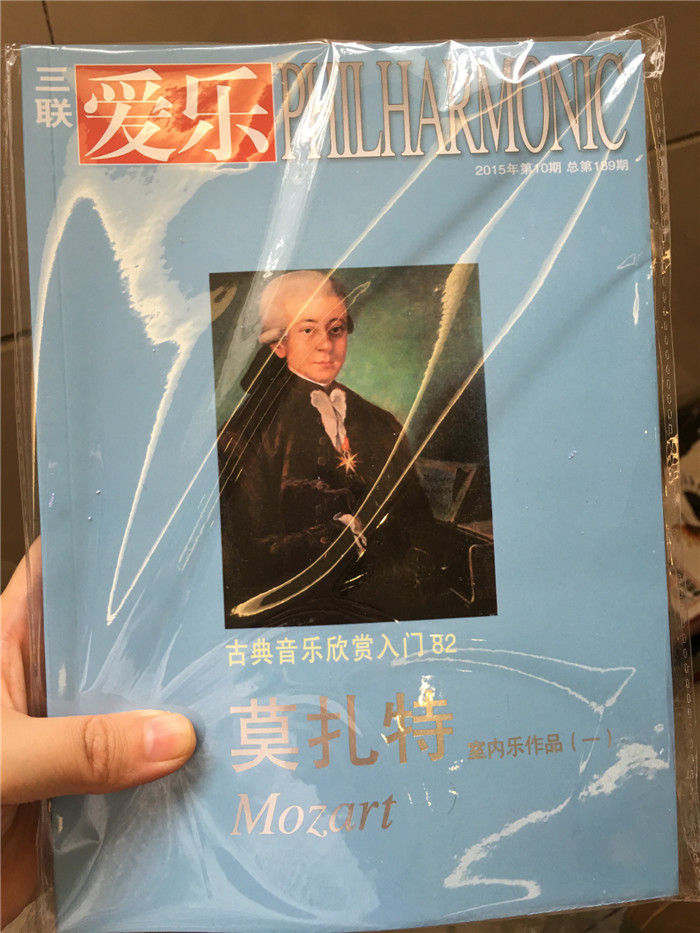 三联
爱乐 PHILHARMONIC
2015年第10期 总第189期
古典音乐欣赏入门82
莫扎特 室内乐作品(一)
Mozart